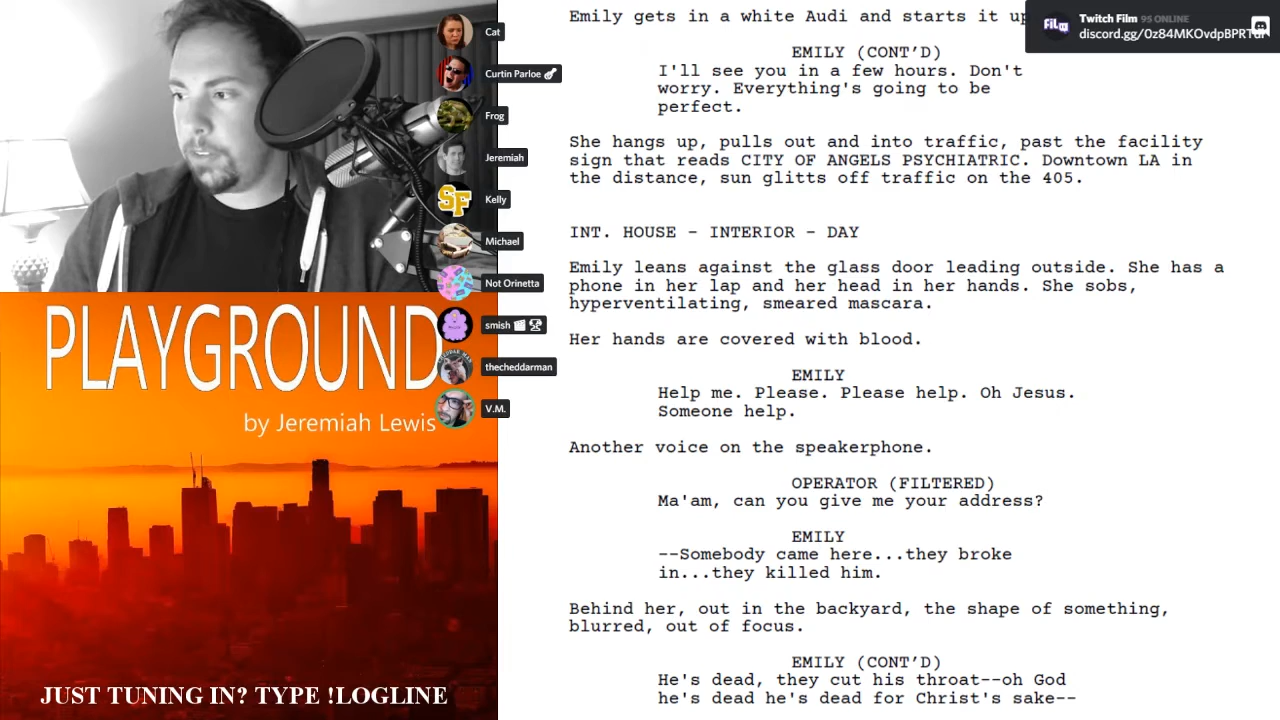 Cat
Curtin Parloe
Frog
Jeremiah
Kelly
SF
Michael
Not Orinetta
smish
thecheddarman
V.M.
PLAYGROUND
by Jeremiah Lewis
JUST TUNING IN? TYPE !LOGLINE
Film
Twitch Film 95 ONLINE
Emily gets in a white Audi and starts it up
EMILY (CONT’D)
I'll see you in a few hours. Don't
worry. Everything's going to be
perfect.
She hangs up, pulls out and into traffic, past the facility
sign that reads CITY OF ANGELS PSYCHIATRIC. Downtown LA in
the distance, sun glitts off traffic on the 405.
INT. HOUSE - INTERIOR - DAY
Emily leans against the glass door leading outside. She has a
phone in her lap and her head in her hands. She sobs,
hyperventilating, smeared mascara.
Her hands are covered with blood.
EMILY
Help me. Please. Please help. Oh Jesus.
Someone help.
Another voice on the speakerphone.
OPERATOR (FILTERED)
Ma'am, can you give me your address?
EMILY
--Somebody came here...they broke
in...they killed him.
Behind her, out in the backyard, the shape of something,
blurred, out of focus.
EMILY (CONT’D)
He's dead, they cut his throat--oh God
he's dead he's dead for Christ's sake--